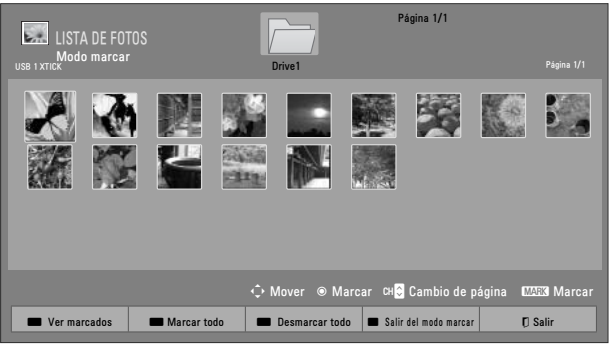 Página 1/1
LISTA DE FOTOS
Modo marcar
USB 1 XTICK
Drive1
Página 1/1
Mover Marcar CH Cambio de página MARK Marcar
Ver marcados Marcar todo Desmarcar todo Salir del modo marcar Salir